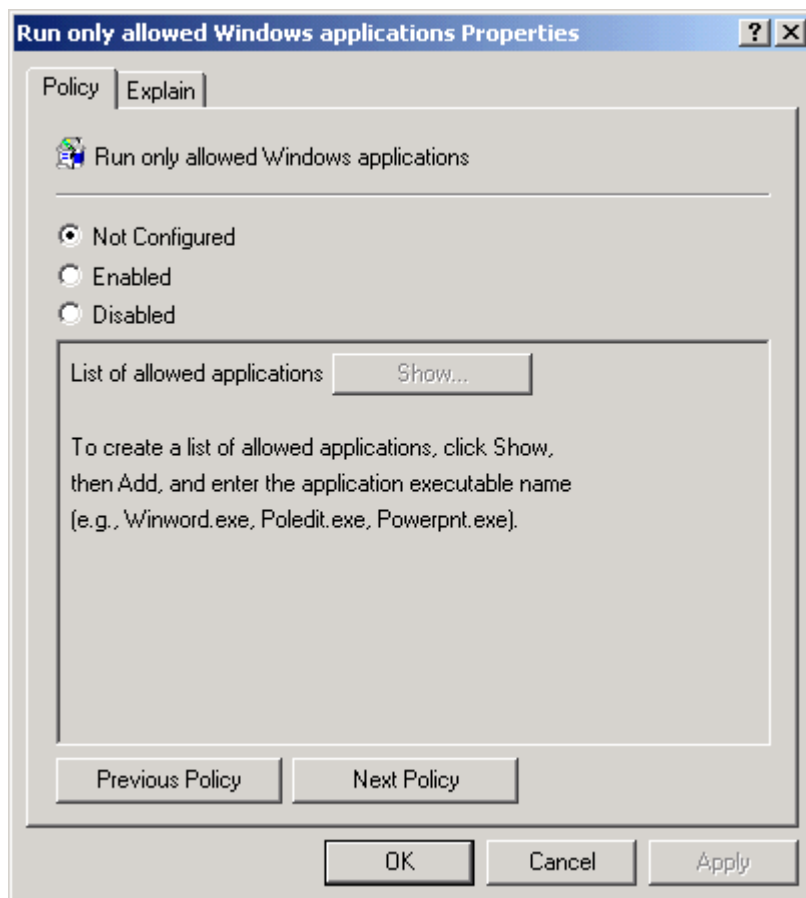 Run only allowed Windows applications Properties
Policy
Explain
Run only allowed Windows applications
Not Configured
Enabled
Disabled
List of allowed applications Show...
To create a list of allowed applications, click Show,
then Add, and enter the application executable name
(e.g., Winword.exe, Poledit.exe, Powerpnt.exe).
Previous Policy Next Policy
OK Cancel Apply